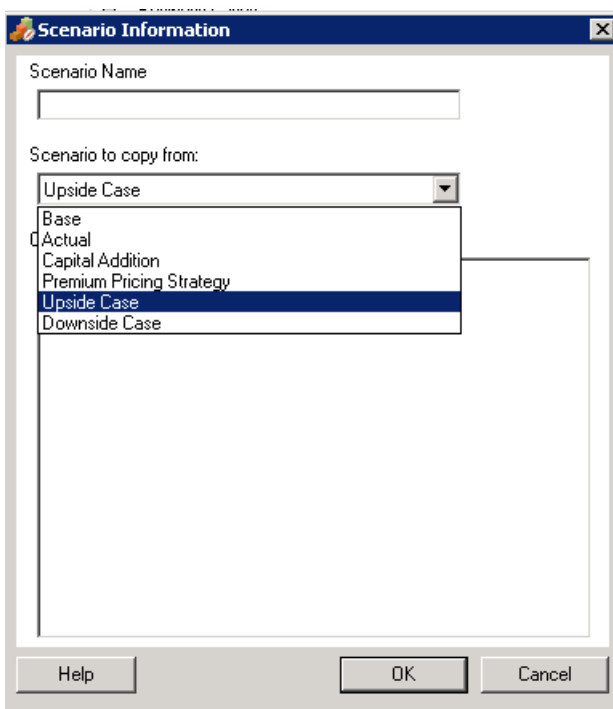 Scenario Information
Scenario Name
Scenario to copy from:
Upside Case
Base
Actual
Capital Addition
Premium Pricing Strategy
Upside Case
Downside Case
Help
OK
Cancel